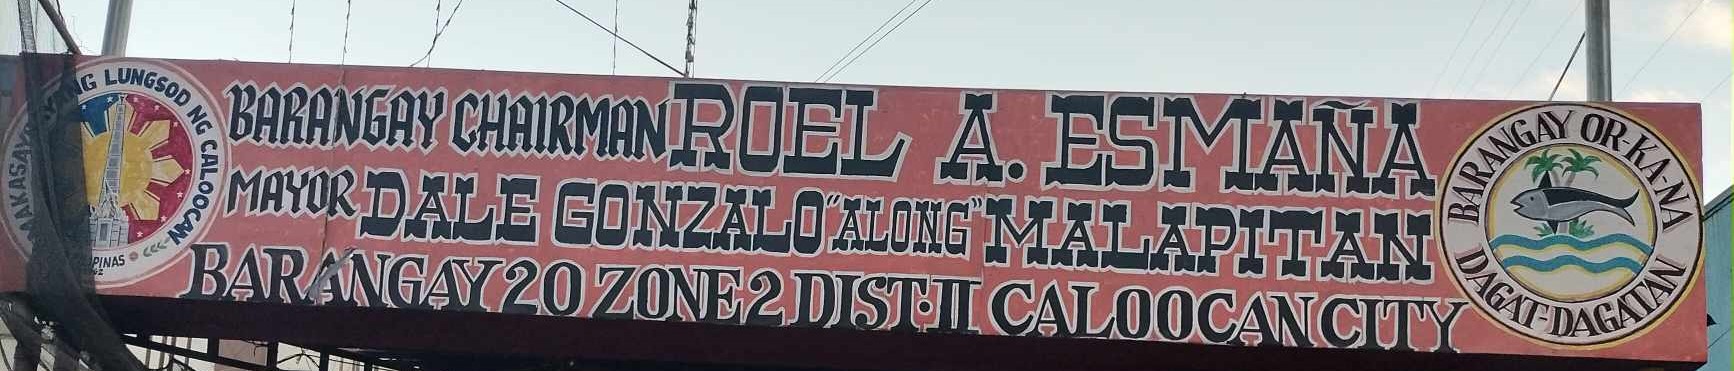 NG LUNGSOD NG CALOOCAN
BARANGAY CHAIRMAN ROEL A. ESMAÑA
MAYOR DALE GONZALO "ALONG" MALAPITAN
BARANGAY 20 ZONE 2 DIST. II CALOOCAN CITY
BARANGAY OR-KA-NA
DAGAT-DAGATAN